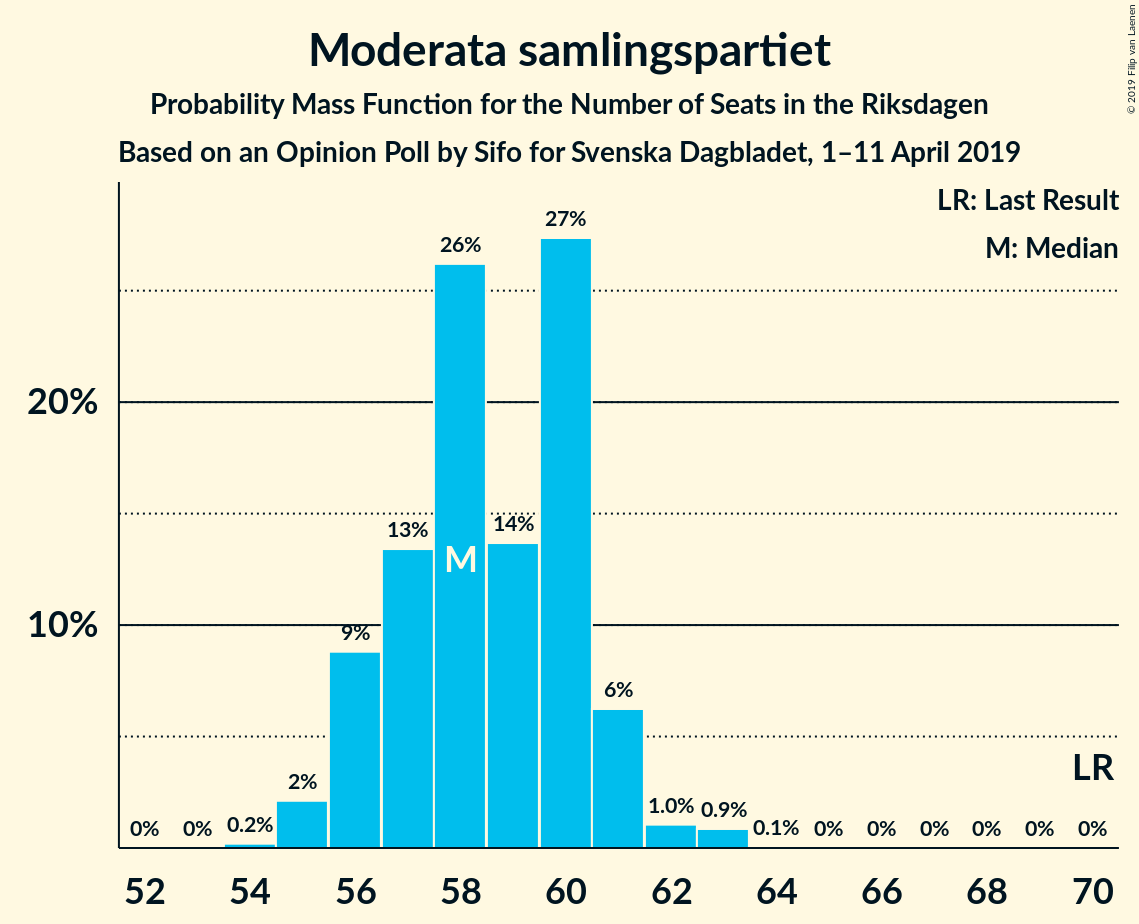 Moderata samlingspartiet
Probability Mass Function for the Number of Seats in the Riksdagen
Based on an Opinion Poll by Sifo for Svenska Dagbladet, 1–11 April 2019
© 2019 Filip van Laenen
LR: Last Result
M: Median
27%
26%
20%
14%
13%
M
10%
9%
6%
LR
2%
1.0%
0.9%
0% 0% 0.2% 0.1% 0% 0% 0% 0% 0% 0%
52 54 56 58 60 62 64 66 68 70